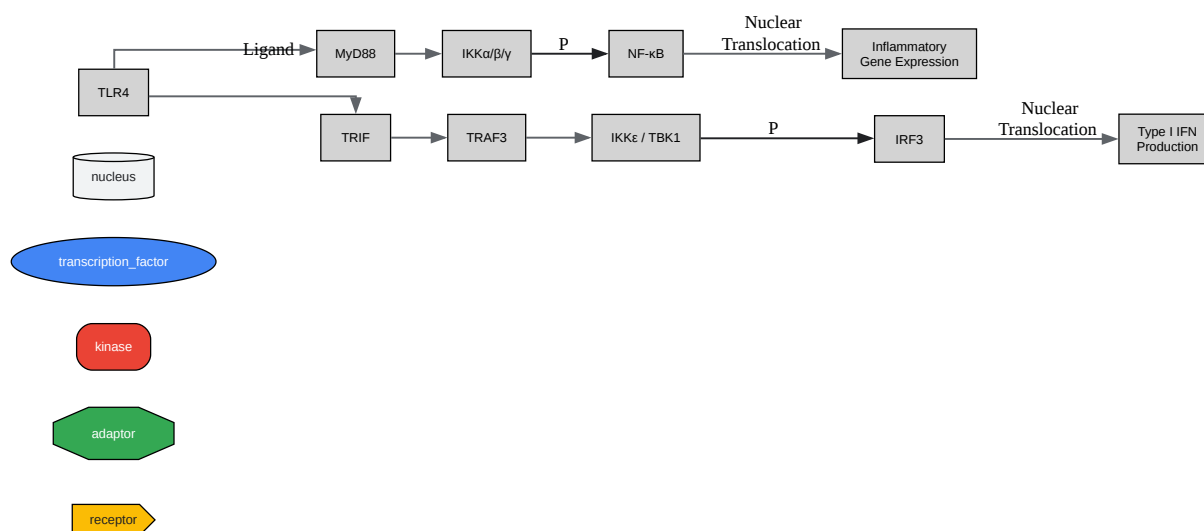 Nuclear
Translocation
Ligand
MyD88
IKKα/β/γ
P
NF-κB
Inflammatory
Gene Expression
TLR4
Nuclear
Translocation
TRIF
TRAF3
IKKε / TBK1
P
IRF3
Type I IFN
Production
nucleus
transcription_factor
kinase
adaptor
receptor